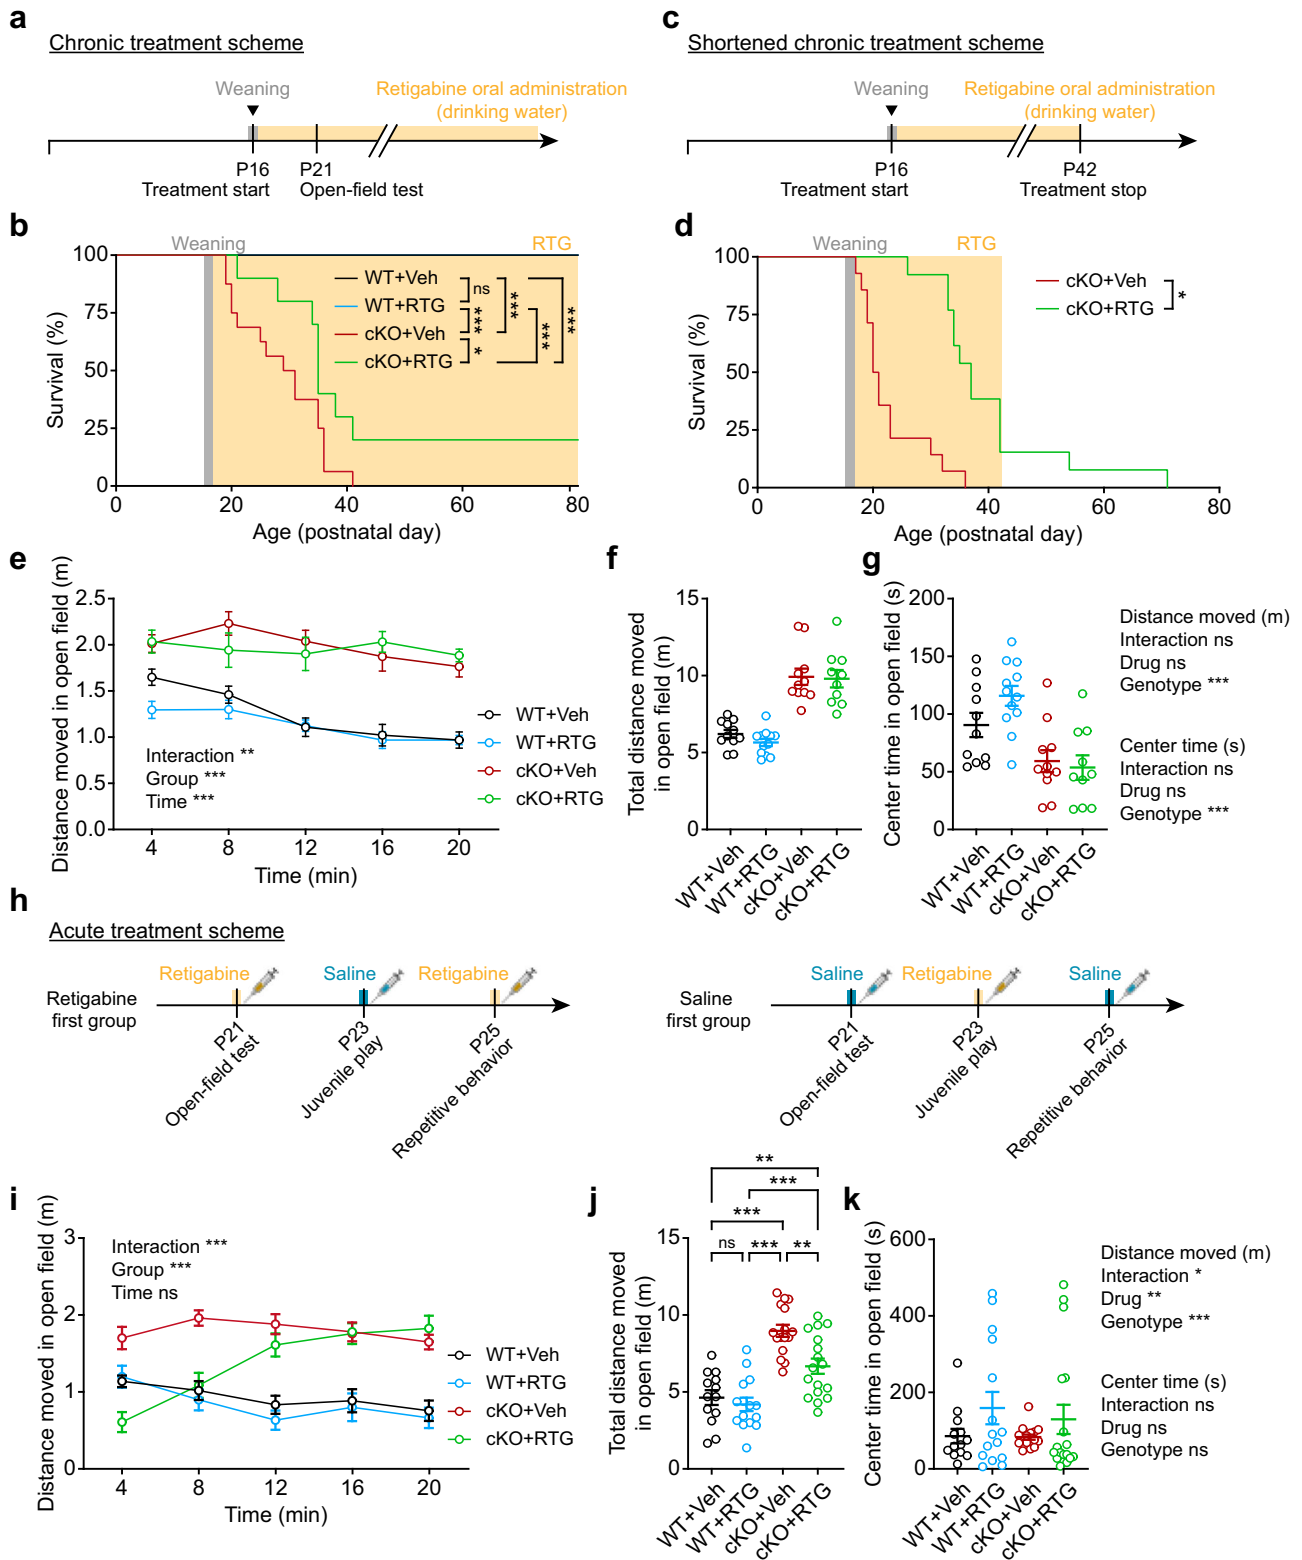 a
Chronic treatment scheme
Weaning
Retigabine oral administration
(drinking water)
P16
P21
Treatment start
Open-field test
c
Shortened chronic treatment scheme
Weaning
Retigabine oral administration
(drinking water)
P16
P42
Treatment start
Treatment stop
b
Weaning
RTG
100
75
50
25
0
Survival (%)
WT+Veh
WT+RTG
cKO+Veh
cKO+RTG
ns
***
*
***
***
***
0
20
40
60
80
Age (postnatal day)
d
Weaning
RTG
100
75
50
25
0
Survival (%)
cKO+Veh
cKO+RTG
*
0
20
40
60
80
Age (postnatal day)
e
Distance moved in open field (m)
2.5
2.0
1.5
1.0
0.0
Interaction **
Group ***
Time ***
4
8
12
16
20
Time (min)
WT+Veh
WT+RTG
cKO+Veh
cKO+RTG
f
Total distance moved
in open field (m)
15
10
5
0
WT+Veh
WT+RTG
cKO+Veh
cKO+RTG
g
Center time in open field (s)
200
150
100
50
0
WT+Veh
WT+RTG
cKO+Veh
cKO+RTG
Distance moved (m)
Interaction ns
Drug ns
Genotype ***
Center time (s)
Interaction ns
Drug ns
Genotype ***
h
Acute treatment scheme
Retigabine
first group
Retigabine
Saline
Retigabine
P21
Open-field test
P23
Juvenile play
P25
Repetitive behavior
Saline
first group
Saline
Retigabine
Saline
P21
Open-field test
P23
Juvenile play
P25
Repetitive behavior
i
Distance moved in open field (m)
3
2
1
0
Interaction ***
Group ***
Time ns
4
8
12
16
20
Time (min)
WT+Veh
WT+RTG
cKO+Veh
cKO+RTG
j
Total distance moved
in open field (m)
15
10
5
0
**
***
***
ns
***
**
WT+Veh
WT+RTG
cKO+Veh
cKO+RTG
k
Center time in open field (s)
600
400
200
0
WT+Veh
WT+RTG
cKO+Veh
cKO+RTG
Distance moved (m)
Interaction *
Drug **
Genotype ***
Center time (s)
Interaction ns
Drug ns
Genotype ns